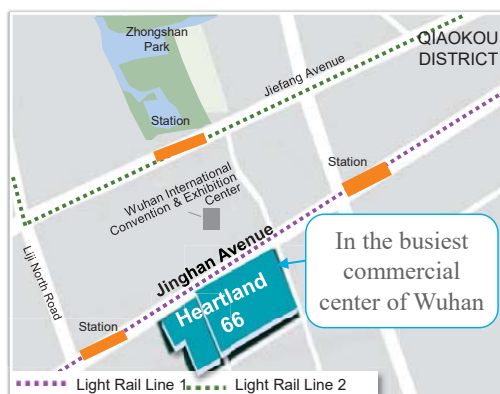 Zhongshan
Park
QIAOKOU
DISTRICT
Jiefang Avenue
Station
Station
Wuhan International
Convention & Exhibition
Center
Jinghan Avenue
In the busiest
commercial
center of Wuhan
Liji North Road
Heartland
66
Station
Light Rail Line 1
Light Rail Line 2